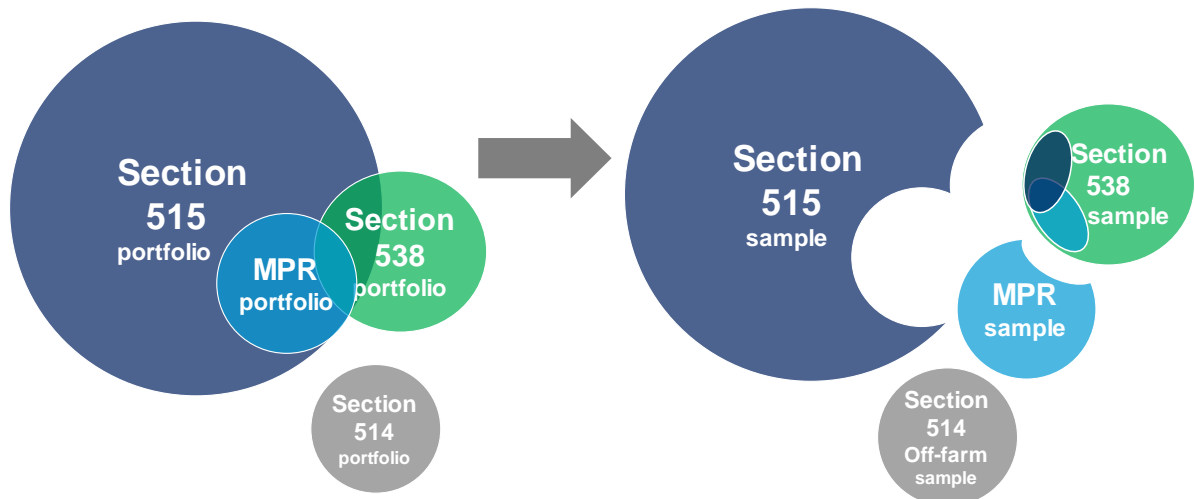 Section
515
portfolio
MPR
portfolio
Section
538
portfolio
Section
514
portfolio
Section
515
sample
Section
538
sample
MPR
sample
Section
514
Off-farm
sample